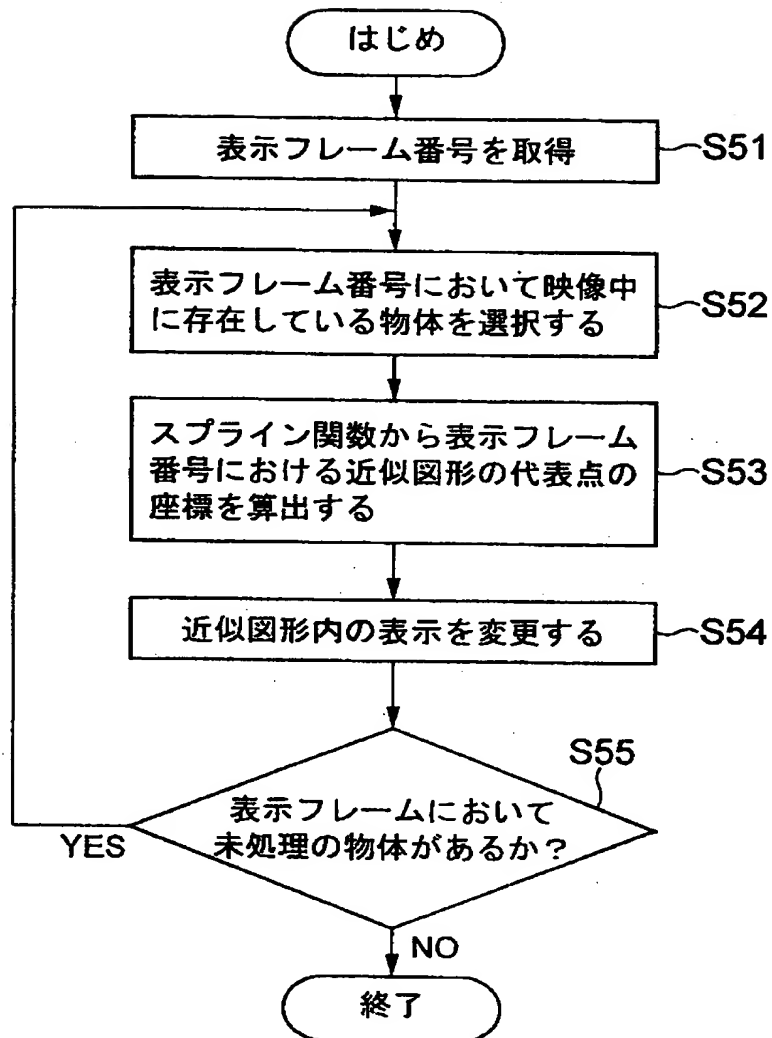 はじめ
表示フレーム番号を取得
S51
表示フレーム番号において映像中
に存在している物体を選択する
S52
スプライン関数から表示フレーム
番号における近似図形の代表点の
座標を算出する
S53
近似図形内の表示を変更する
S54
S55
表示フレームにおいて
未処理の物体があるか?
YES
NO
終了